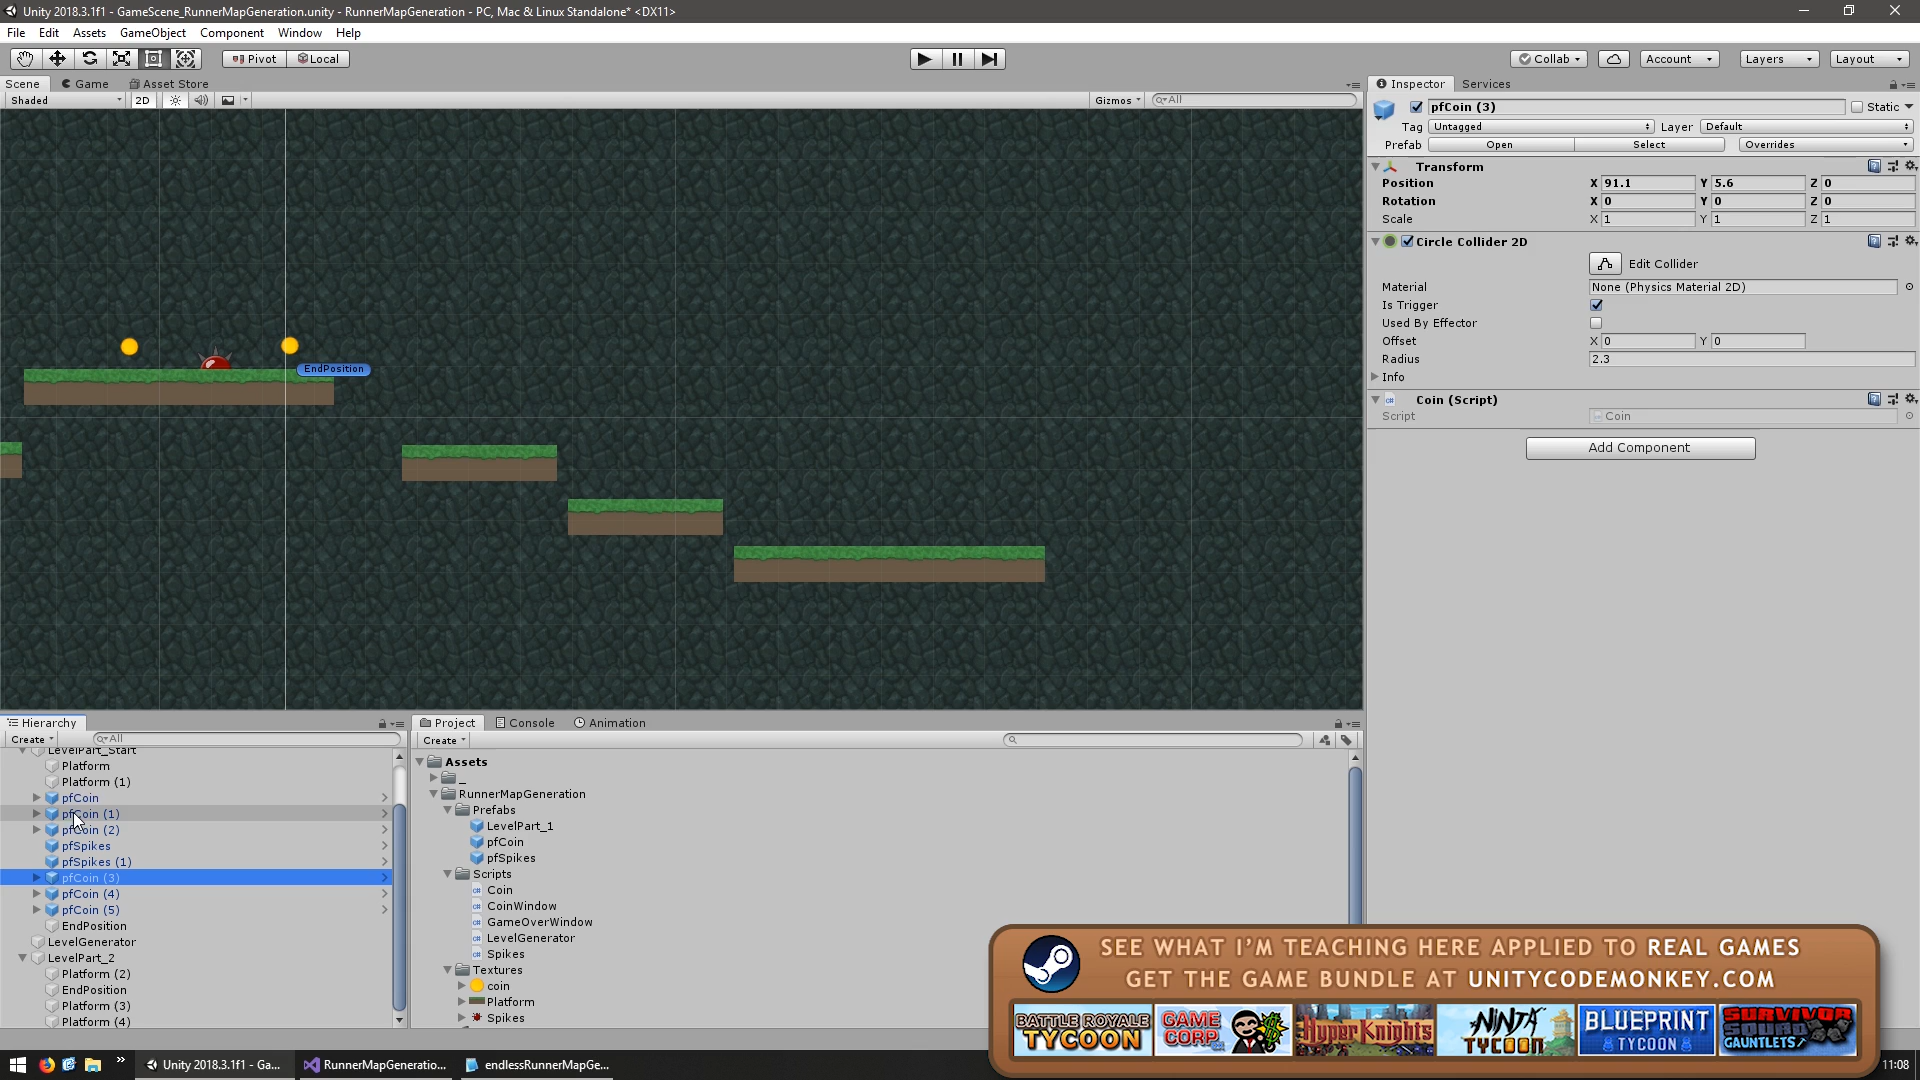 Unity 2018.3.1f1 - GameScene_RunnerMapGeneration.unity - RunnerMapGeneration - PC, Mac & Linux Standalone* <DX11>
File Edit Assets GameObject Component Window Help
Pivot Local Collab Account Layers Layout
Scene Game Asset Store
Shaded 2D Gizmos All
EndPosition
Inspector Services
pfCoin (3) Static
Tag Untagged Layer Default
Prefab Open Select Overrides
Transform
Position X 91.1 Y 5.6 Z 0
Rotation X 0 Y 0 Z 0
Scale X 1 Y 1 Z 1
Circle Collider 2D
Edit Collider
Material None (Physics Material 2D)
Is Trigger
Used By Effector
Offset X 0 Y 0
Radius 2.3
Info
Coin (Script)
Script Coin
Add Component
Hierarchy
Create All
LevelPart_Start
Platform
Platform (1)
pfCoin
pfCoin (1)
pfCoin (2)
pfSpikes
pfSpikes (1)
pfCoin (3)
pfCoin (4)
pfCoin (5)
EndPosition
LevelGenerator
LevelPart_2
Platform (2)
EndPosition
Platform (3)
Platform (4)
Project Console Animation
Create
Assets
_
RunnerMapGeneration
Prefabs
LevelPart_1
pfCoin
pfSpikes
Scripts
Coin
CoinWindow
GameOverWindow
LevelGenerator
Spikes
Textures
coin
Platform
Spikes
SEE WHAT I'M TEACHING HERE APPLIED TO REAL GAMES
GET THE GAME BUNDLE AT UNITYCODEMONKEY.COM
BATTLE ROYALE TYCOON
GAME CORP
HYPER KNIGHTS
NINJA TYCOON
BLUEPRINT TYCOON
SURVIVOR SQUAD GAUNTLETS
Unity 2018.3.1f1 - Ga... RunnerMapGeneratio... endlessRunnerMapGe... 11:08